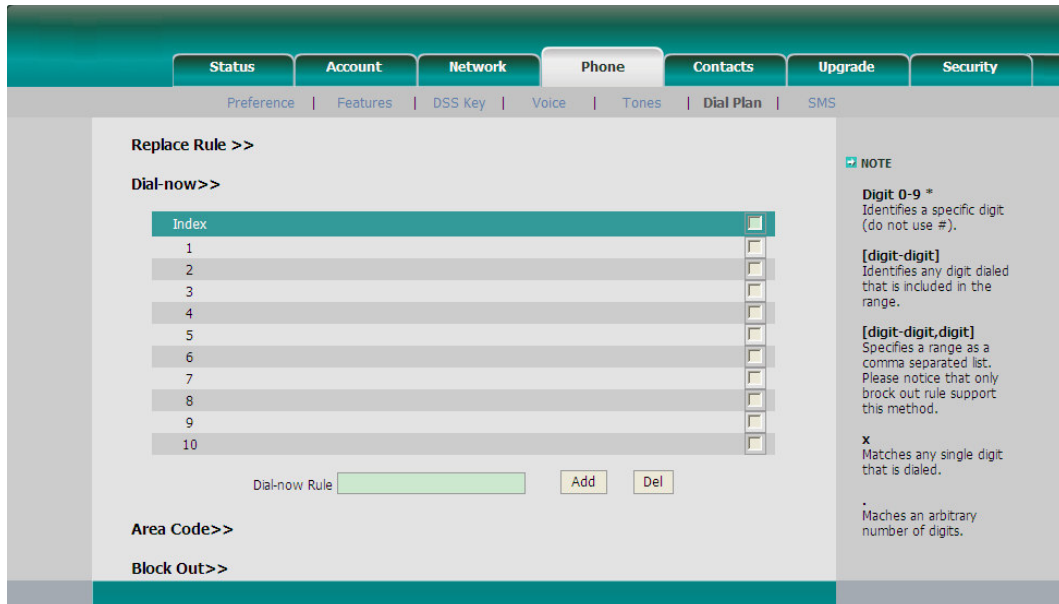 Status Account Network Phone Contacts Upgrade Security
Preference | Features | DSS Key | Voice | Tones | Dial Plan | SMS
Replace Rule >>
Dial-now>>
Index
1
2
3
4
5
6
7
8
9
10
Dial-now Rule Add Del
Area Code>>
Block Out>>
NOTE
Digit 0-9 *
Identifies a specific digit
(do not use #).
[digit-digit]
Identifies any digit dialed
that is included in the
range.
[digit-digit,digit]
Specifies a range as a
comma separated list.
Please notice that only
brock out rule support
this method.
x
Matches any single digit
that is dialed.
.
Maches an arbitrary
number of digits.